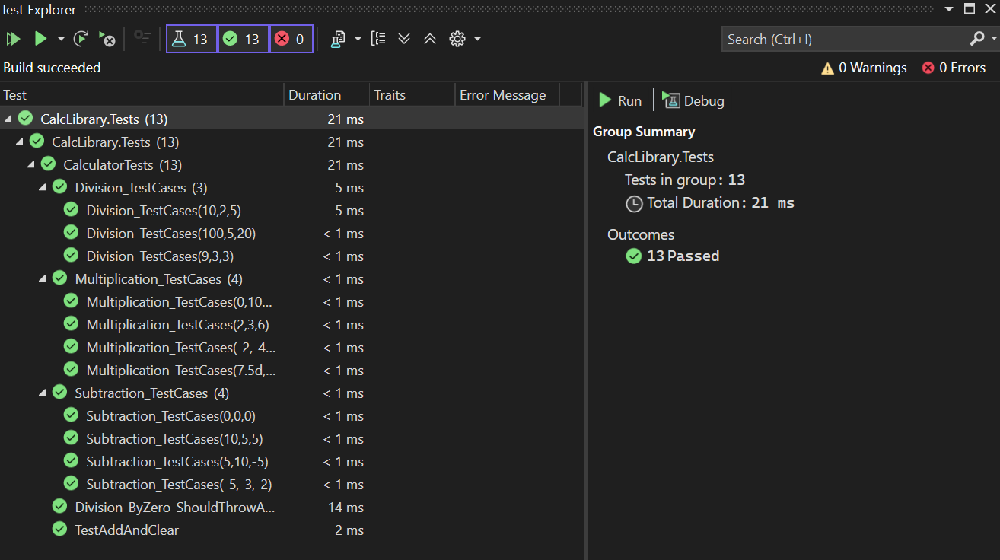 Test Explorer
13 13 0
Search (Ctrl+I)
Build succeeded
0 Warnings 0 Errors
Test Duration Traits Error Message
CalcLibrary.Tests (13) 21 ms
CalcLibrary.Tests (13) 21 ms
CalculatorTests (13) 21 ms
Division_TestCases (3) 5 ms
Division_TestCases(10,2,5) 5 ms
Division_TestCases(100,5,20) < 1 ms
Division_TestCases(9,3,3) < 1 ms
Multiplication_TestCases (4) < 1 ms
Multiplication_TestCases(0,10... < 1 ms
Multiplication_TestCases(2,3,6) < 1 ms
Multiplication_TestCases(-2,-4... < 1 ms
Multiplication_TestCases(7.5d,... < 1 ms
Subtraction_TestCases (4) < 1 ms
Subtraction_TestCases(0,0,0) < 1 ms
Subtraction_TestCases(10,5,5) < 1 ms
Subtraction_TestCases(5,10,-5) < 1 ms
Subtraction_TestCases(-5,-3,-2) < 1 ms
Division_ByZero_ShouldThrowA... 14 ms
TestAddAndClear 2 ms
Run Debug
Group Summary
CalcLibrary.Tests
Tests in group: 13
Total Duration: 21 ms
Outcomes
13 Passed